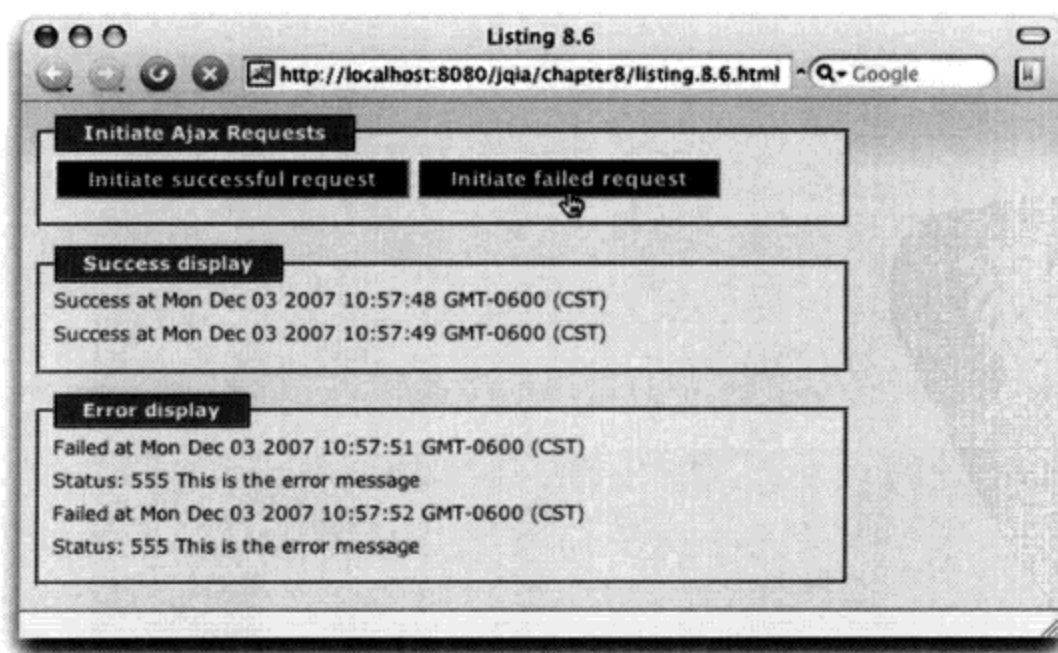 Listing 8.6
http://localhost:8080/jqia/chapter8/listing.8.6.html
Google
Initiate Ajax Requests
Initiate successful request Initiate failed request
Success display
Success at Mon Dec 03 2007 10:57:48 GMT-0600 (CST)
Success at Mon Dec 03 2007 10:57:49 GMT-0600 (CST)
Error display
Failed at Mon Dec 03 2007 10:57:51 GMT-0600 (CST)
Status: 555 This is the error message
Failed at Mon Dec 03 2007 10:57:52 GMT-0600 (CST)
Status: 555 This is the error message